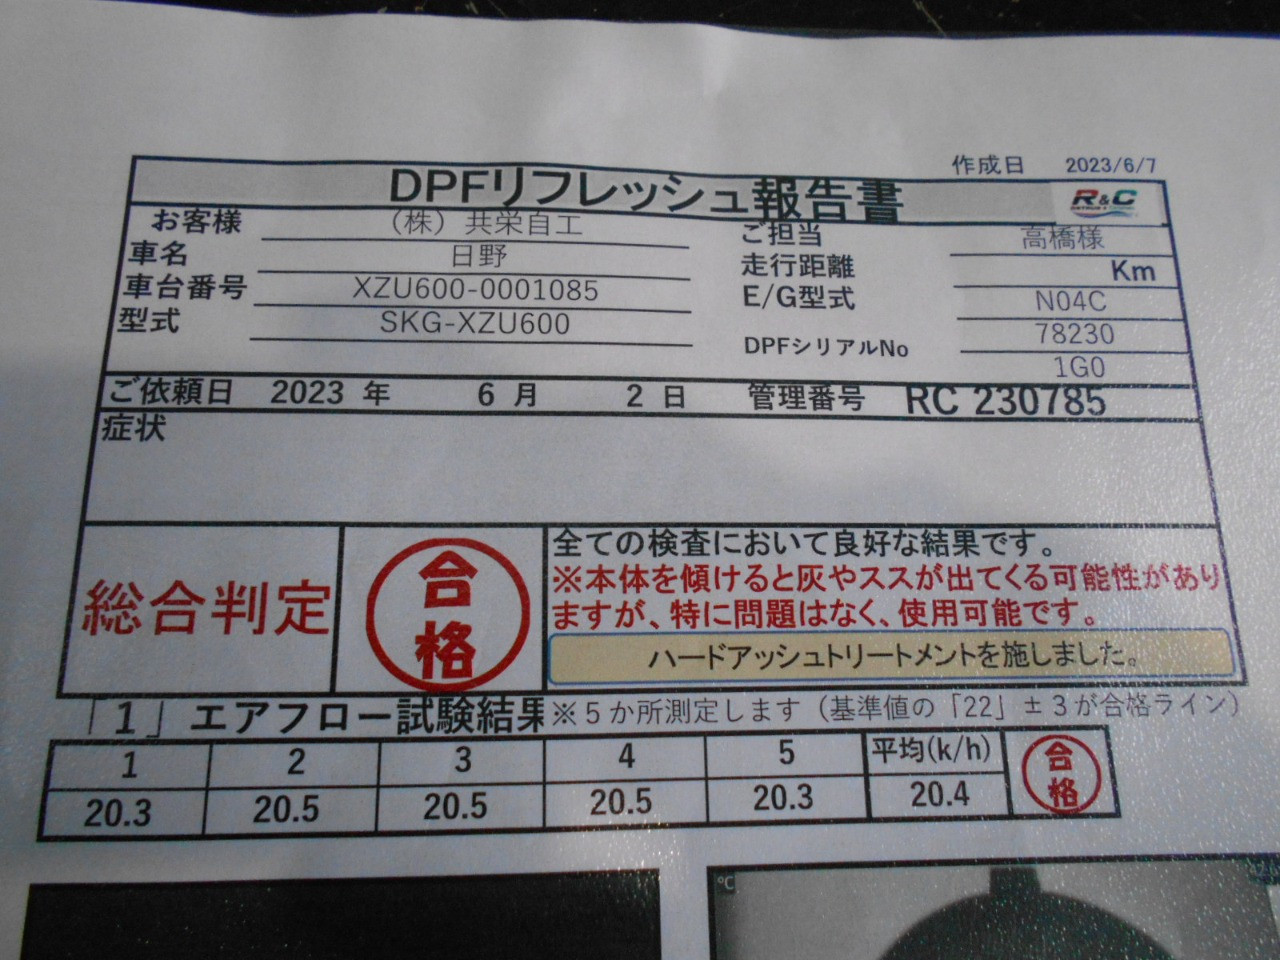 作成日 2023/6/7
DPFリフレッシュ報告書 R&C
お客様 (株) 共栄自工 ご担当 高橋様
車名 日野 走行距離 Km
車台番号 XZU600-0001085 E/G型式 N04C
型式 SKG-XZU600 DPFシリアルNo 78230
1G0
ご依頼日 2023 年 6 月 2 日 管理番号 RC 230785
症状
総合判定 合格
全ての検査において良好な結果です。
※本体を傾けると灰やススが出てくる可能性があり
ますが、特に問題はなく、使用可能です。
ハードアッシュトリートメントを施しました。
「1」エアフロー試験結果 ※5か所測定します (基準値の「22」±3が合格ライン)
1 2 3 4 5 平均(k/h) 合格
20.3 20.5 20.5 20.5 20.3 20.4
℃